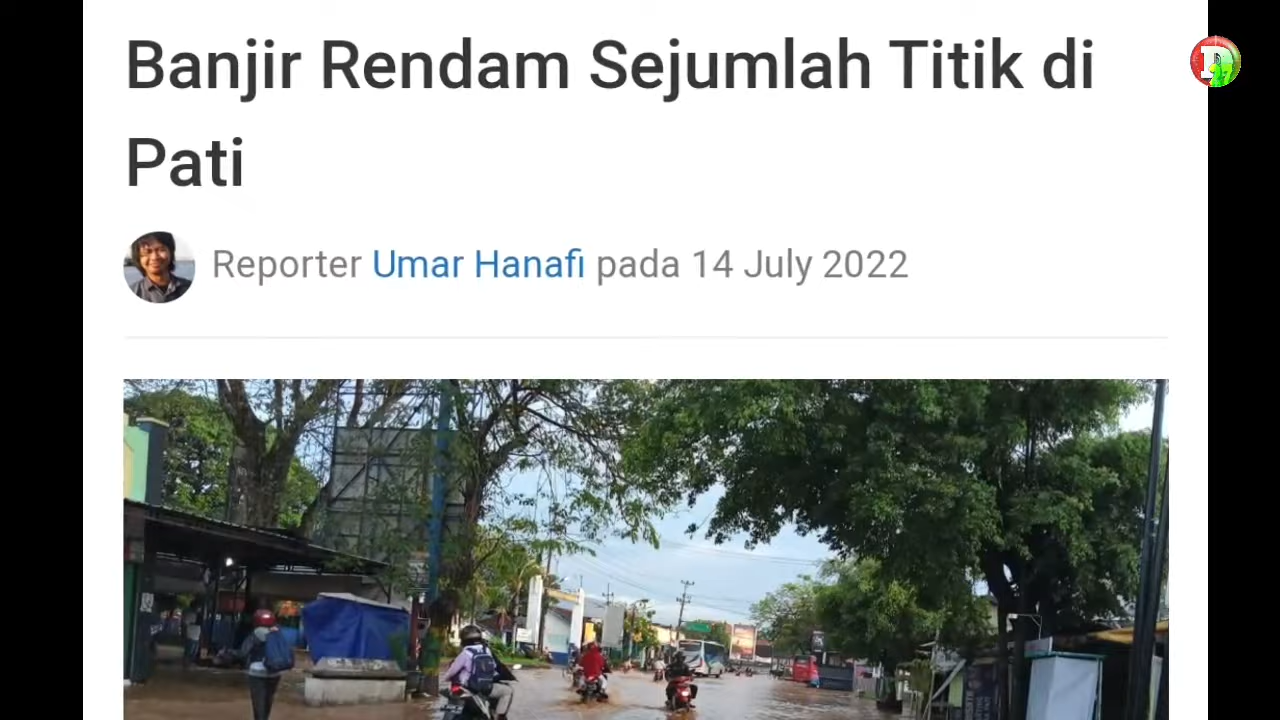 Banjir Rendam Sejumlah Titik di
Pati
Reporter Umar Hanafi pada 14 July 2022